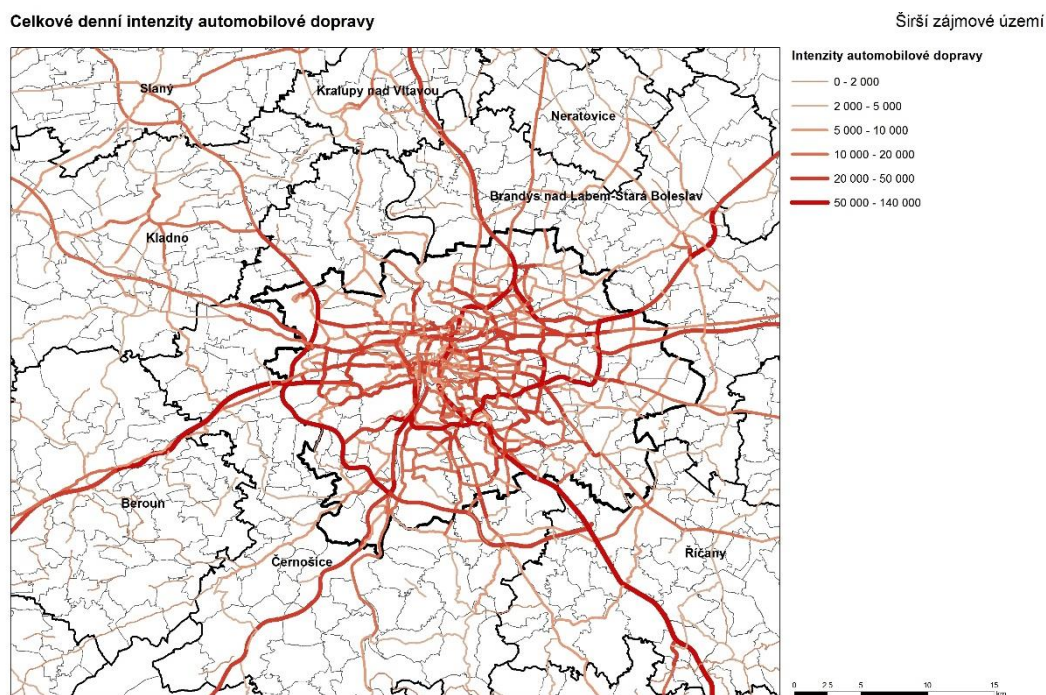 Celkové denní intenzity automobilové dopravy
Širší zájmové území
Intenzity automobilové dopravy
0 - 2 000
2 000 - 5 000
5 000 - 10 000
10 000 - 20 000
20 000 - 50 000
50 000 - 140 000
Slaný
Kralupy nad Vltavou
Neratovice
Brandýs nad Labem-Stará Boleslav
Kladno
Beroun
Černošice
Říčany
0 2.5 5 10 15
km